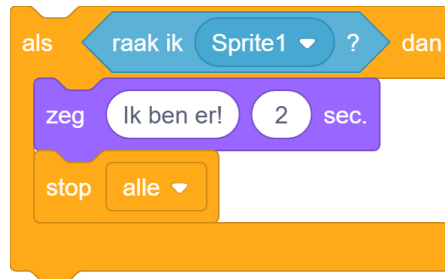 als raak ik Sprite1 ? dan
zeg Ik ben er! 2 sec.
stop alle